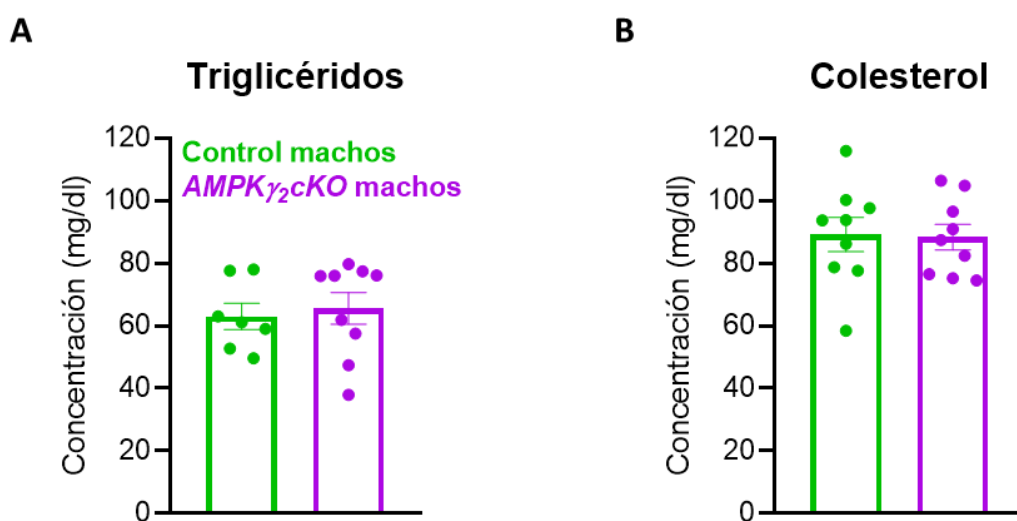 A
Triglicéridos
Control machos
AMPKγ₂cKO machos
Concentración (mg/dl)
120
100
80
60
40
20
0
B
Colesterol
Concentración (mg/dl)
120
100
80
60
40
20
0